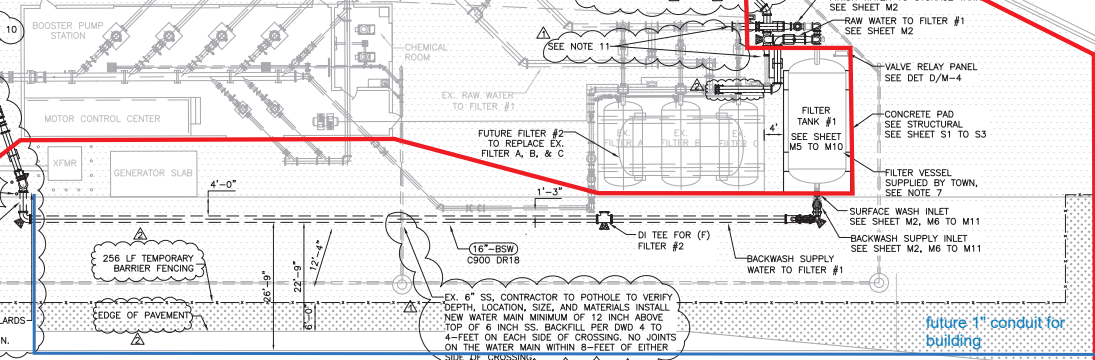 SEE SHEET M2
RAW WATER TO FILTER #1
SEE SHEET M2
10
BOOSTER PUMP
STATION
1
SEE NOTE 11
CHEMICAL
ROOM
VALVE RELAY PANEL
SEE DET D/M-4
2
EX. RAW WATER
TO FILTER #1
MOTOR CONTROL CENTER
FILTER
TANK #1
SEE SHEET
M5 TO M10
CONCRETE PAD
SEE STRUCTURAL
SEE SHEET S1 TO S3
FUTURE FILTER #2
TO REPLACE EX.
FILTER A, B, & C
EX.
FILTER A
EX.
FILTER B
EX.
FILTER C
4'
XFMR
GENERATOR SLAB
FILTER VESSEL
SUPPLIED BY TOWN,
SEE NOTE 7
4'-0"
1'-3"
SURFACE WASH INLET
SEE SHEET M2, M6 TO M11
DI TEE FOR (F)
FILTER #2
BACKWASH SUPPLY INLET
SEE SHEET M2, M6 TO M11
16"-BSW
C900 DR18
BACKWASH SUPPLY
WATER TO FILTER #1
2
256 LF TEMPORARY
BARRIER FENCING
26'-9"
22'-9"
12'-4"
6'-0"
1
EX. 6" SS, CONTRACTOR TO POTHOLE TO VERIFY
DEPTH, LOCATION, SIZE, AND MATERIALS INSTALL
NEW WATER MAIN MINIMUM OF 12 INCH ABOVE
TOP OF 6 INCH SS. BACKFILL PER DWD 4 TO
4-FEET ON EACH SIDE OF CROSSING. NO JOINTS
ON THE WATER MAIN WITHIN 8-FEET OF EITHER
SIDE OF CROSSING.
EDGE OF PAVEMENT
2
LARDS
N.
future 1" conduit for
building